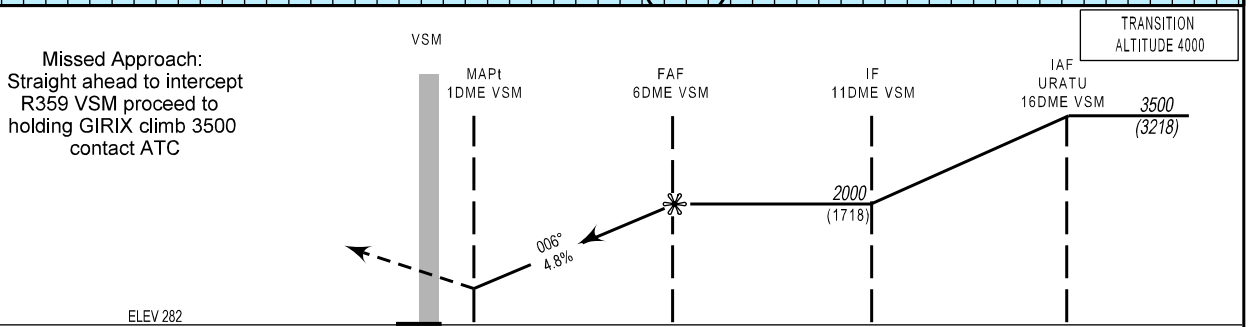 TRANSITION
ALTITUDE 4000
Missed Approach:
Straight ahead to intercept
R359 VSM proceed to
holding GIRIX climb 3500
contact ATC
VSM
MAPt
1DME VSM
FAF
6DME VSM
IF
11DME VSM
IAF
URATU
16DME VSM
3500
(3218)
2000
(1718)
006°
4.8%
ELEV 282